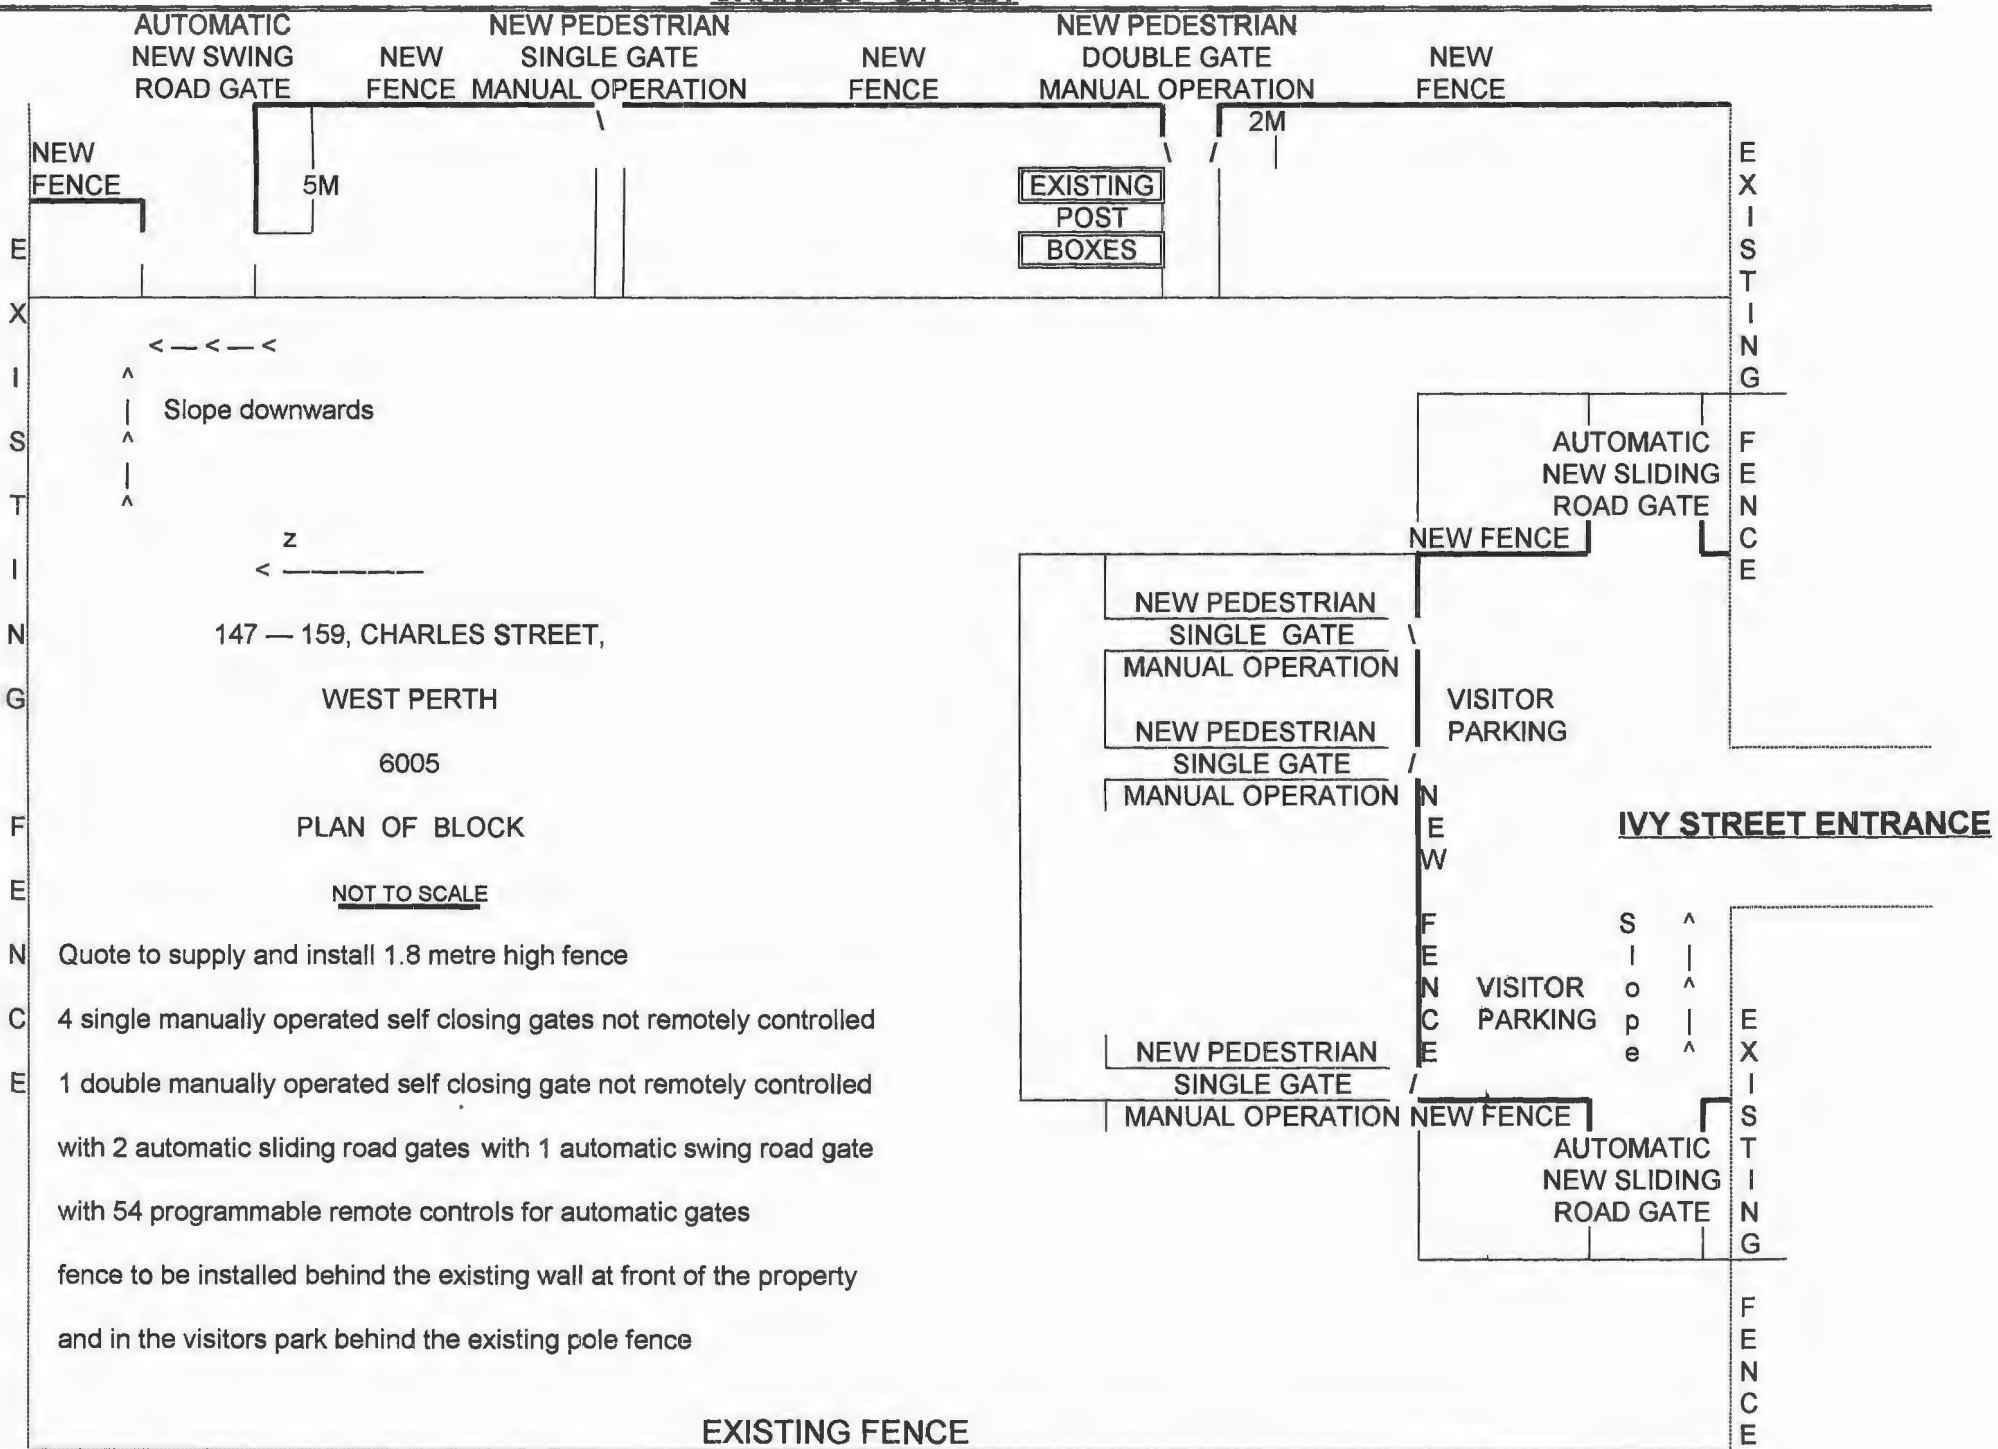 AUTOMATIC
NEW SWING
ROAD GATE
NEW
FENCE
NEW PEDESTRIAN
SINGLE GATE
MANUAL OPERATION
NEW
FENCE
NEW PEDESTRIAN
DOUBLE GATE
MANUAL OPERATION
NEW
FENCE
NEW
FENCE
5M
2M
EXISTING
POST
BOXES
EXISTING FENCE
EXISTING FENCE
< — < — <
^
|
^
|
^
Slope downwards
z
< ——————
147 — 159, CHARLES STREET,
WEST PERTH
6005
PLAN OF BLOCK
NOT TO SCALE
AUTOMATIC
NEW SLIDING
ROAD GATE
NEW FENCE
NEW PEDESTRIAN
SINGLE GATE
MANUAL OPERATION
VISITOR
PARKING
NEW PEDESTRIAN
SINGLE GATE
MANUAL OPERATION
NEW FENCE
IVY STREET ENTRANCE
Slope
^
|
^
|
^
VISITOR
PARKING
NEW PEDESTRIAN
SINGLE GATE
MANUAL OPERATION
NEW FENCE
AUTOMATIC
NEW SLIDING
ROAD GATE
EXISTING FENCE
Quote to supply and install 1.8 metre high fence
4 single manually operated self closing gates not remotely controlled
1 double manually operated self closing gate not remotely controlled
with 2 automatic sliding road gates with 1 automatic swing road gate
with 54 programmable remote controls for automatic gates
fence to be installed behind the existing wall at front of the property
and in the visitors park behind the existing pole fence
EXISTING FENCE